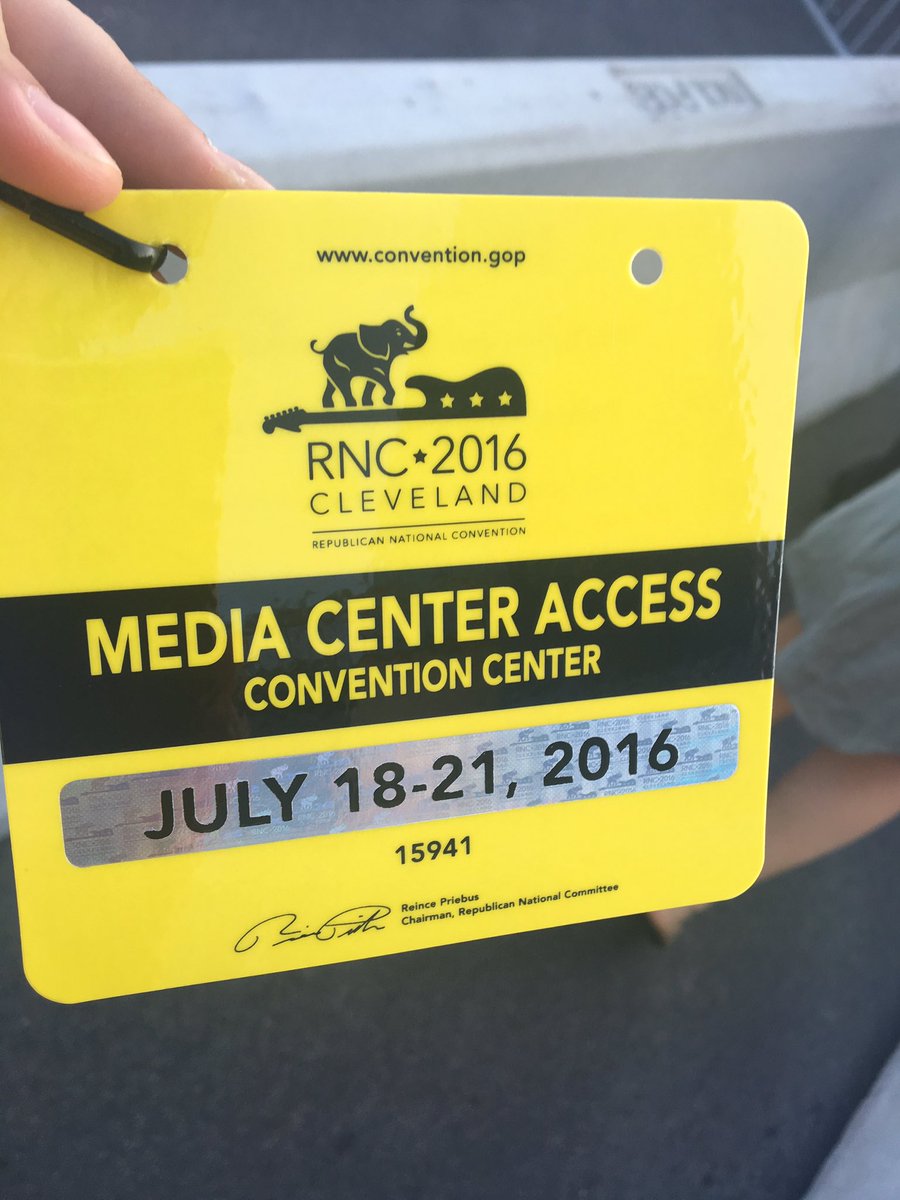 www.convention.gop
RNC★2016
CLEVELAND
REPUBLICAN NATIONAL CONVENTION
MEDIA CENTER ACCESS
CONVENTION CENTER
JULY 18-21, 2016
15941
Reince Priebus
Chairman, Republican National Committee